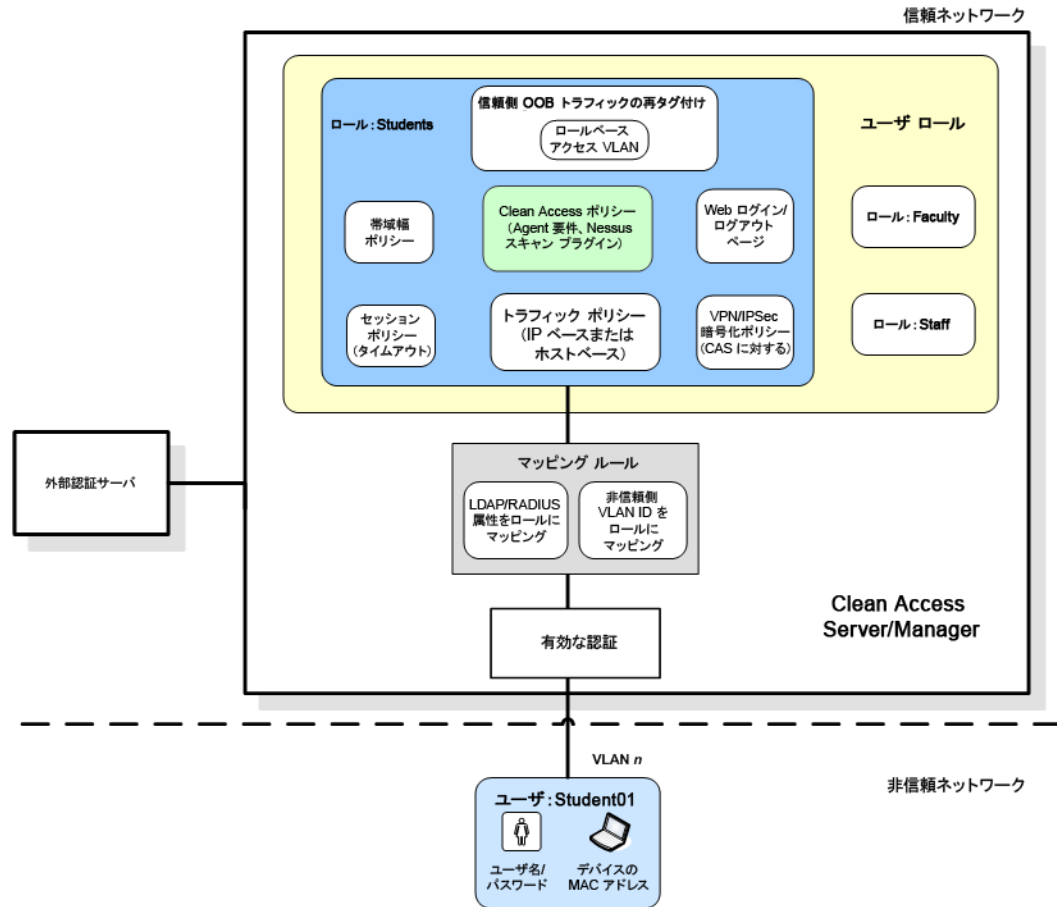 信頼ネットワーク
信頼側 OOB トラフィックの再タグ付け
ロールベース
アクセス VLAN
ロール：Students
ユーザ ロール
帯域幅
ポリシー
Clean Access ポリシー
（Agent 要件、Nessus
スキャン プラグイン）
Web ログイン/
ログアウト
ページ
ロール：Faculty
セッション
ポリシー
（タイムアウト）
トラフィック ポリシー
（IP ベースまたは
ホストベース）
VPN/IPSec
暗号化ポリシー
（CAS に対する）
ロール：Staff
外部認証サーバ
マッピング ルール
LDAP/RADIUS
属性をロールに
マッピング
非信頼側
VLAN ID を
ロールに
マッピング
Clean Access
Server/Manager
有効な認証
VLAN n
非信頼ネットワーク
ユーザ：Student01
ユーザ名/
パスワード
デバイスの
MAC アドレス